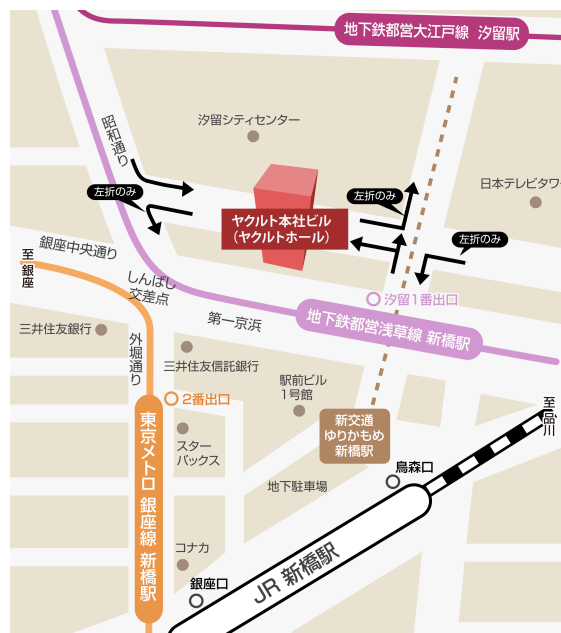 地下鉄都営大江戸線 汐留駅
昭和通り
汐留シティセンター
左折のみ
左折のみ
日本テレビタワ
ヤクルト本社ビル
（ヤクルトホール）
左折のみ
銀座中央通り
至銀座
しんばし
交差点
汐留1番出口
第一京浜
地下鉄都営浅草線 新橋駅
三井住友銀行
外堀通り
三井住友信託銀行
駅前ビル
1号館
2番出口
至品川
新交通
ゆりかもめ
新橋駅
東京メトロ 銀座線 新橋駅
スター
バックス
烏森口
地下駐車場
コナカ
銀座口
JR 新橋駅